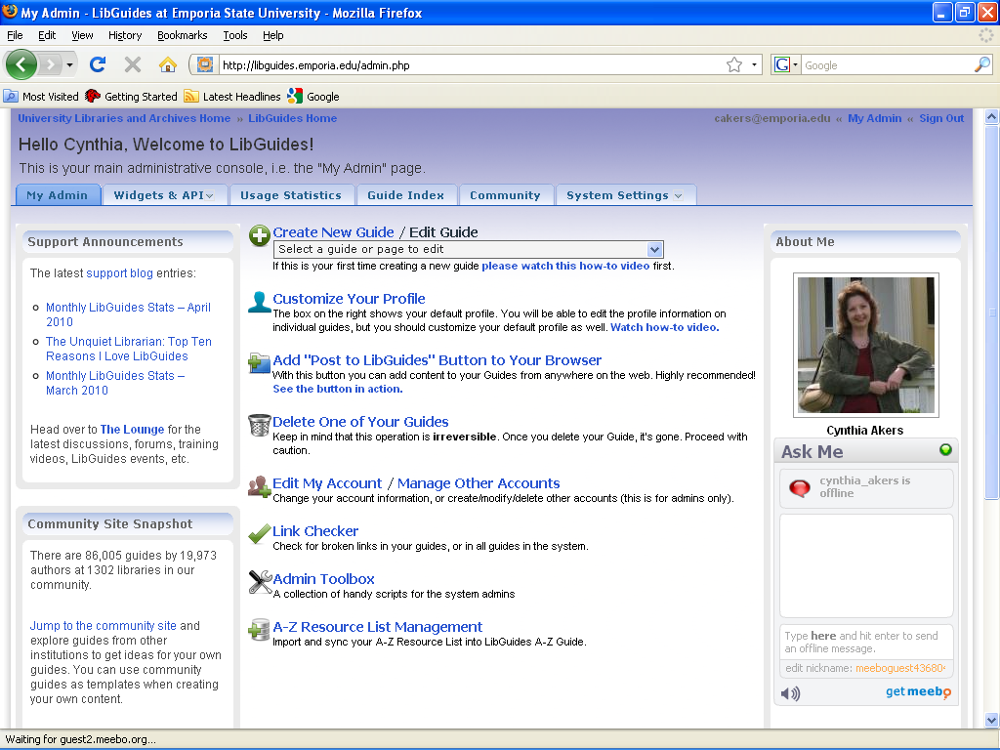 My Admin - LibGuides at Emporia State University - Mozilla Firefox
File Edit View History Bookmarks Tools Help
http://libguides.emporia.edu/admin.php
G Google
Most Visited Getting Started Latest Headlines Google
University Libraries and Archives Home » LibGuides Home
cakers@emporia.edu « My Admin « Sign Out
Hello Cynthia, Welcome to LibGuides!
This is your main administrative console, i.e. the "My Admin" page.
My Admin Widgets & API Usage Statistics Guide Index Community System Settings
Support Announcements
The latest support blog entries:
Monthly LibGuides Stats – April
2010
The Unquiet Librarian: Top Ten
Reasons I Love LibGuides
Monthly LibGuides Stats –
March 2010
Head over to The Lounge for the
latest discussions, forums, training
videos, LibGuides events, etc.
Community Site Snapshot
There are 86,005 guides by 19,973
authors at 1302 libraries in our
community.
Jump to the community site and
explore guides from other
institutions to get ideas for your own
guides. You can use community
guides as templates when creating
your own content.
Create New Guide / Edit Guide
Select a guide or page to edit
If this is your first time creating a new guide please watch this how-to video first.
Customize Your Profile
The box on the right shows your default profile. You will be able to edit the profile information on
individual guides, but you should customize your default profile as well. Watch how-to video.
Add "Post to LibGuides" Button to Your Browser
With this button you can add content to your Guides from anywhere on the web. Highly recommended!
See the button in action.
Delete One of Your Guides
Keep in mind that this operation is irreversible. Once you delete your Guide, it's gone. Proceed with
caution.
Edit My Account / Manage Other Accounts
Change your account information, or create/modify/delete other accounts (this is for admins only).
Link Checker
Check for broken links in your guides, or in all guides in the system.
Admin Toolbox
A collection of handy scripts for the system admins
A-Z Resource List Management
Import and sync your A-Z Resource List into LibGuides A-Z Guide.
About Me
Cynthia Akers
Ask Me
cynthia_akers is
offline
Type here and hit enter to send
an offline message.
edit nickname: meeboguest43680
get meebo
Waiting for guest2.meebo.org...